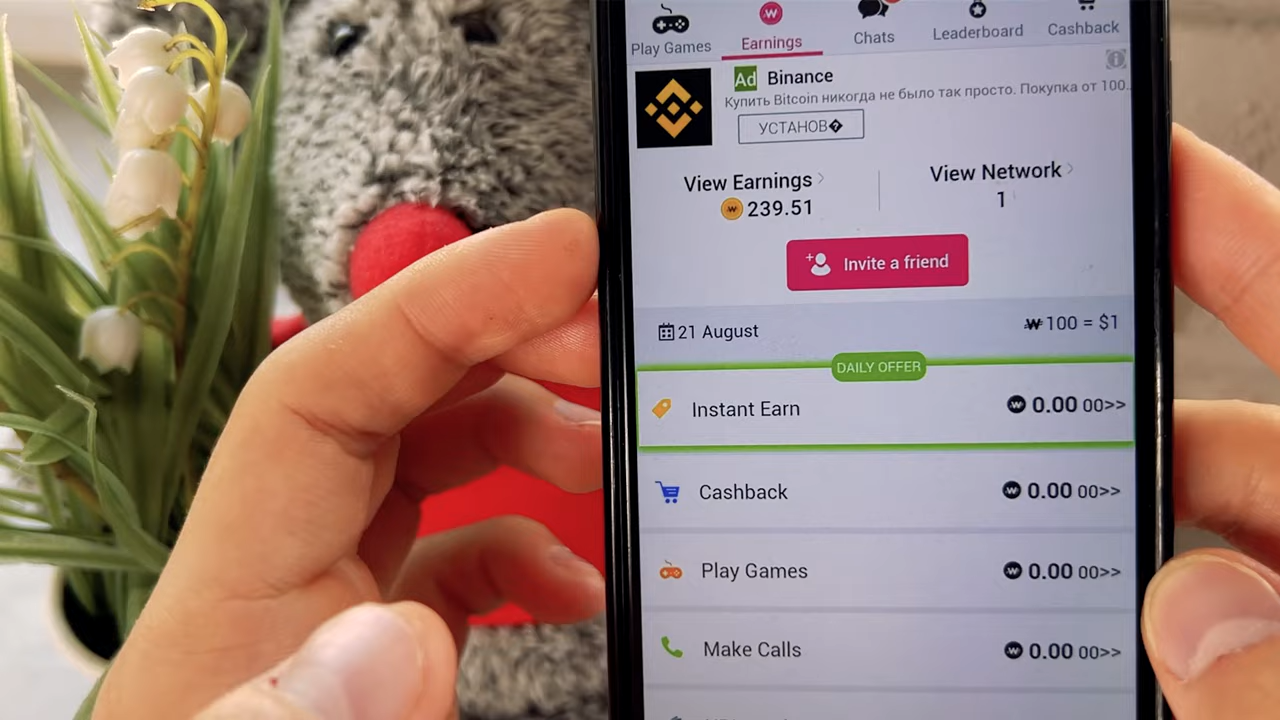 Play Games
Earnings
Chats
Leaderboard
Cashback
Ad Binance
Купить Bitcoin никогда не было так просто. Покупка от 100..
УСТАНОВ�
View Earnings
239.51
View Network
1
Invite a friend
21 August
100 = $1
DAILY OFFER
Instant Earn
0.00 00>>
Cashback
0.00 00>>
Play Games
0.00 00>>
Make Calls
0.00 00>>